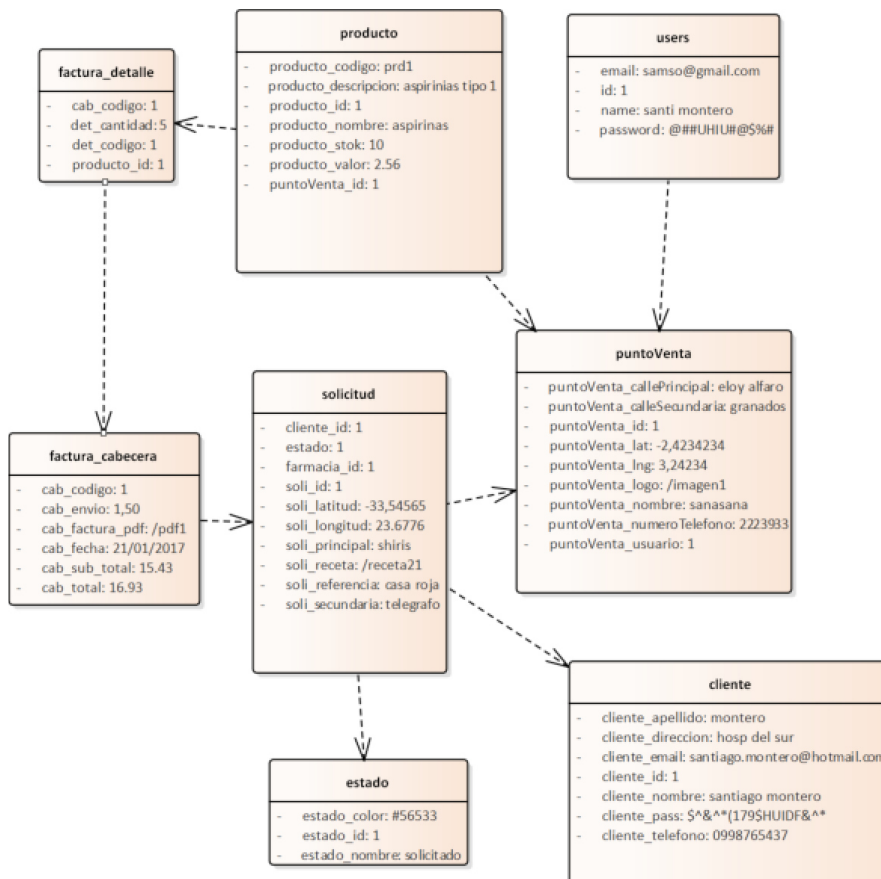 producto
- producto_codigo: prd1
- producto_descripcion: aspirinias tipo 1
- producto_id: 1
- producto_nombre: aspirinas
- producto_stok: 10
- producto_valor: 2.56
- puntoVenta_id: 1
users
- email: samso@gmail.com
- id: 1
- name: santi montero
- password: @##UHIU#@$%#
factura_detalle
- cab_codigo: 1
- det_cantidad: 5
- det_codigo: 1
- producto_id: 1
puntoVenta
- puntoVenta_callePrincipal: eloy alfaro
- puntoVenta_calleSecundaria: granados
- puntoVenta_id: 1
- puntoVenta_lat: -2,4234234
- puntoVenta_lng: 3,24234
- puntoVenta_logo: /imagen1
- puntoVenta_nombre: sanasana
- puntoVenta_numeroTelefono: 2223933
- puntoVenta_usuario: 1
solicitud
- cliente_id: 1
- estado: 1
- farmacia_id: 1
- soli_id: 1
- soli_latitud: -33,54565
- soli_longitud: 23.6776
- soli_principal: shiris
- soli_receta: /receta21
- soli_referencia: casa roja
- soli_secundaria: telegrafo
factura_cabecera
- cab_codigo: 1
- cab_envio: 1,50
- cab_factura_pdf: /pdf1
- cab_fecha: 21/01/2017
- cab_sub_total: 15.43
- cab_total: 16.93
cliente
- cliente_apellido: montero
- cliente_direccion: hosp del sur
- cliente_email: santiago.montero@hotmail.com
- cliente_id: 1
- cliente_nombre: santiago montero
- cliente_pass: $^&^*(179$HUIDF&^*
- cliente_telefono: 0998765437
estado
- estado_color: #56533
- estado_id: 1
- estado_nombre: solicitado